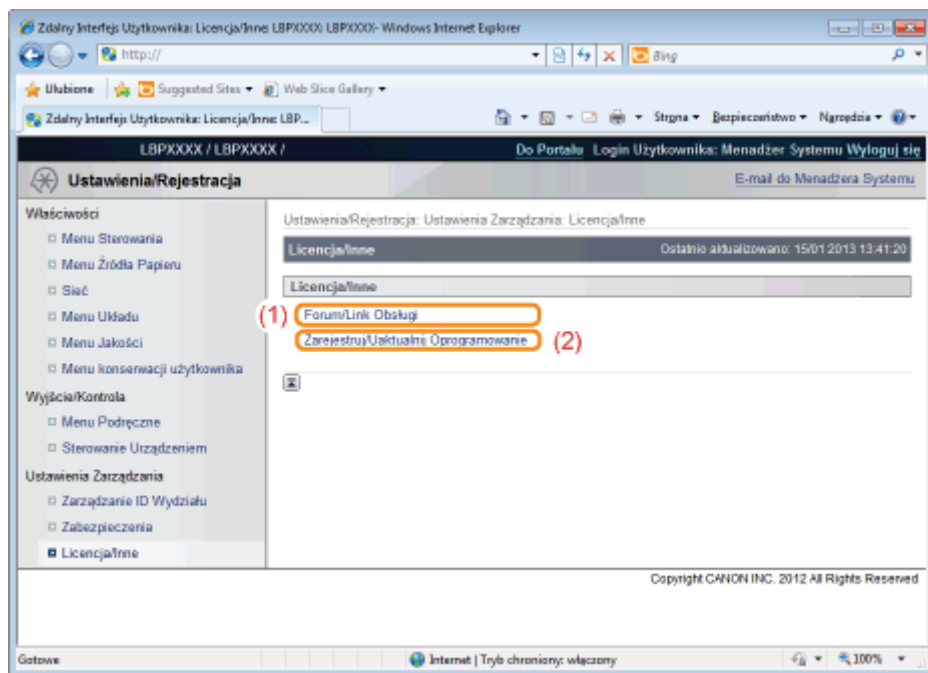 Zdalny Interfejs Użytkownika: Licencja/Inne: LBPXXXX: LBPXXXX- Windows Internet Explorer
http://
Bing
Ulubione Suggested Sites Web Slice Gallery
Zdalny Interfejs Użytkownika: Licencja/Inne: LBP...
Strona Bezpieczeństwo Narzędzia
LBPXXXX / LBPXXXX /
Do Portalu Login Użytkownika: Menadżer Systemu Wyloguj się
Ustawienia/Rejestracja
E-mail do Menadżera Systemu
Właściwości
Menu Sterowania
Menu Źródła Papieru
Sieć
Menu Układu
Menu Jakości
Menu konserwacji użytkownika
Wyjście/Kontrola
Menu Podręczne
Sterowanie Urządzeniem
Ustawienia Zarządzania
Zarządzanie ID Wydziału
Zabezpieczenia
Licencja/Inne
Ustawienia/Rejestracja: Ustawienia Zarządzania: Licencja/Inne
Licencja/Inne Ostatnio aktualizowano: 15/01 2013 13:41:20
Licencja/Inne
(1) Forum/Link Obsługi
Zarejestruj/Uaktualnij Oprogramowanie (2)
Copyright CANON INC. 2012 All Rights Reserved
Gotowe Internet | Tryb chroniony: włączony 100%